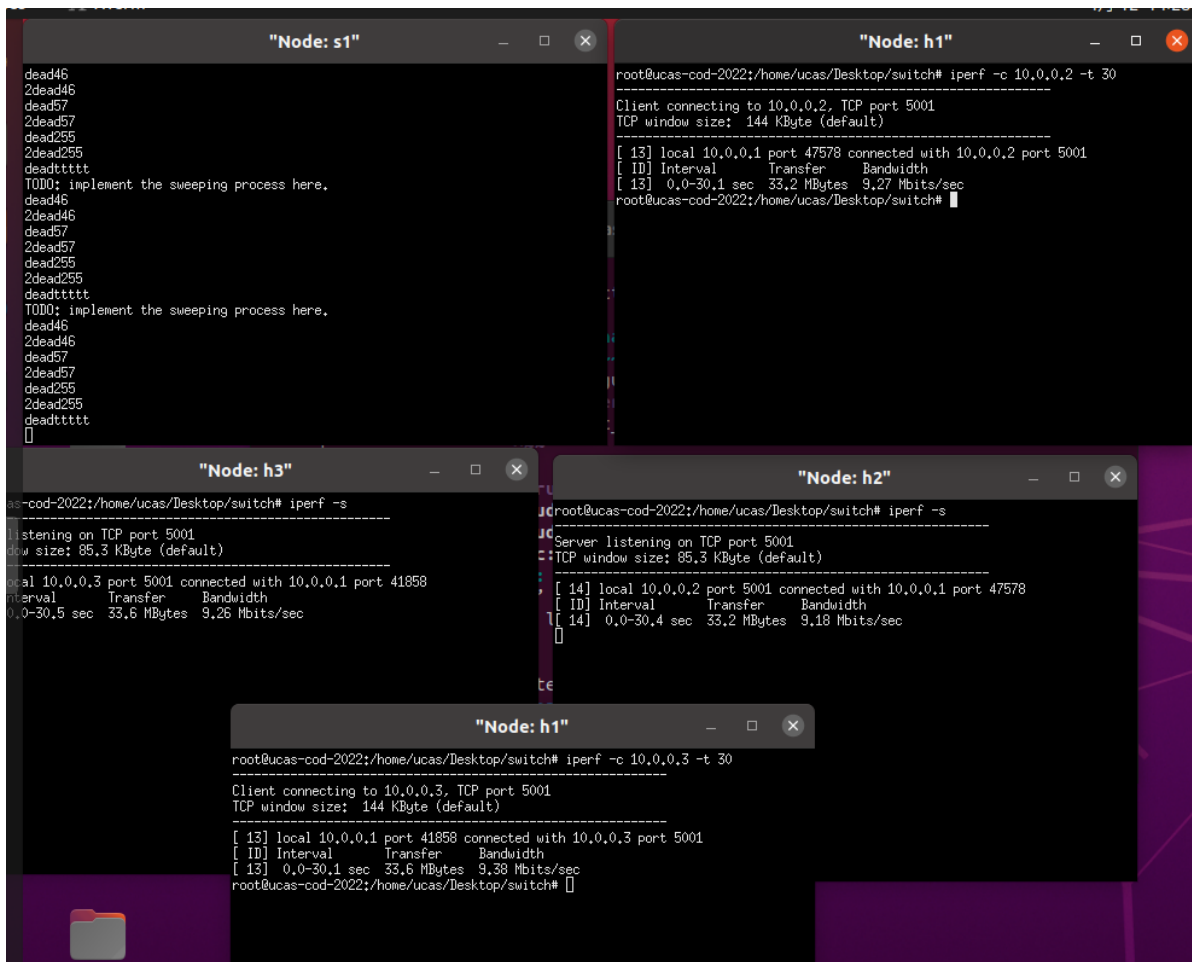 "Node: s1"
dead46
2dead46
dead57
2dead57
dead255
2dead255
deadttttt
TODO: implement the sweeping process here.
dead46
2dead46
dead57
2dead57
dead255
2dead255
deadttttt
TODO: implement the sweeping process here.
dead46
2dead46
dead57
2dead57
dead255
2dead255
deadttttt
"Node: h1"
root@ucas-cod-2022:/home/ucas/Desktop/switch# iperf -c 10.0.0.2 -t 30
------------------------------------------------------------
Client connecting to 10.0.0.2, TCP port 5001
TCP window size: 144 KByte (default)
------------------------------------------------------------
[ 13] local 10.0.0.1 port 47578 connected with 10.0.0.2 port 5001
[ ID] Interval Transfer Bandwidth
[ 13] 0.0-30.1 sec 33.2 MBytes 9.27 Mbits/sec
root@ucas-cod-2022:/home/ucas/Desktop/switch#
"Node: h3"
as-cod-2022:/home/ucas/Desktop/switch# iperf -s
------------------------------------------------------------
listening on TCP port 5001
dow size: 85.3 KByte (default)
------------------------------------------------------------
ocal 10.0.0.3 port 5001 connected with 10.0.0.1 port 41858
nterval Transfer Bandwidth
0.0-30.5 sec 33.6 MBytes 9.26 Mbits/sec
"Node: h2"
root@ucas-cod-2022:/home/ucas/Desktop/switch# iperf -s
------------------------------------------------------------
Server listening on TCP port 5001
TCP window size: 85.3 KByte (default)
------------------------------------------------------------
[ 14] local 10.0.0.2 port 5001 connected with 10.0.0.1 port 47578
[ ID] Interval Transfer Bandwidth
[ 14] 0.0-30.4 sec 33.2 MBytes 9.18 Mbits/sec
"Node: h1"
root@ucas-cod-2022:/home/ucas/Desktop/switch# iperf -c 10.0.0.3 -t 30
------------------------------------------------------------
Client connecting to 10.0.0.3, TCP port 5001
TCP window size: 144 KByte (default)
------------------------------------------------------------
[ 13] local 10.0.0.1 port 41858 connected with 10.0.0.3 port 5001
[ ID] Interval Transfer Bandwidth
[ 13] 0.0-30.1 sec 33.6 MBytes 9.38 Mbits/sec
root@ucas-cod-2022:/home/ucas/Desktop/switch#